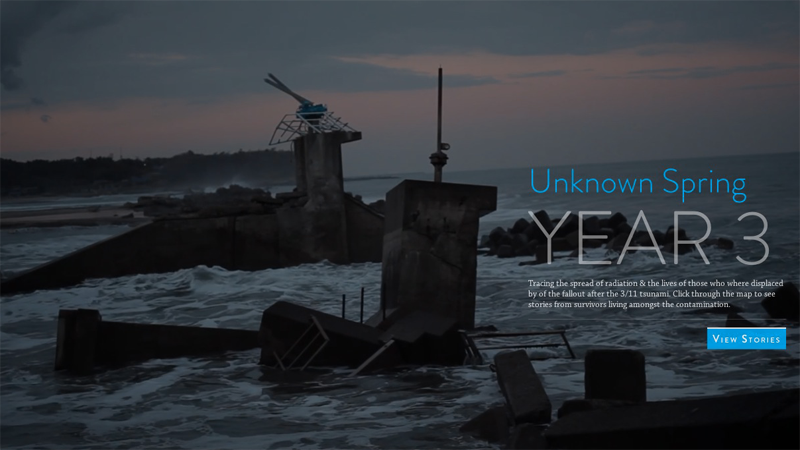 Unknown Spring
YEAR 3
Tracing the spread of radiation & the lives of those who where displaced
by of the fallout after the 3/11 tsunami. Click through the map to see
stories from survivors living amongst the contamination.
View Stories